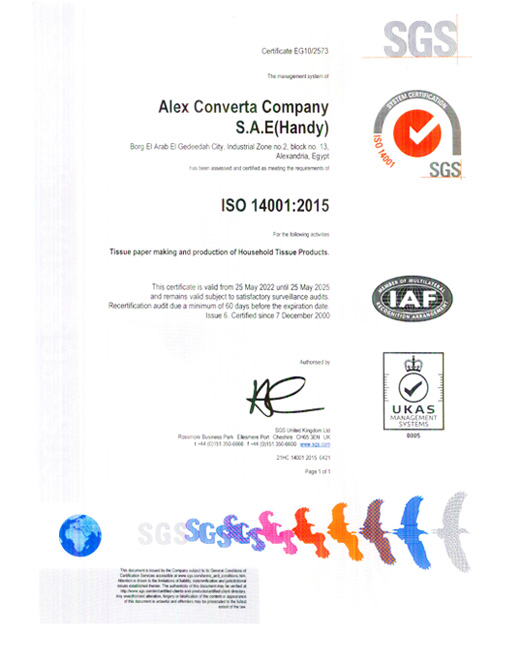 SGS
Certificate EG10/2573
The management system of
Alex Converta Company
S.A.E(Handy)
Borg El Arab El Gedeedah City, Industrial Zone no.2, block no. 13,
Alexandria, Egypt
has been assessed and certified as meeting the requirements of
SYSTEM CERTIFICATION
ISO 14001
SGS
ISO 14001:2015
For the following activities
Tissue paper making and production of Household Tissue Products.
This certificate is valid from 25 May 2022 until 25 May 2025
and remains valid subject to satisfactory surveillance audits.
Recertification audit due a minimum of 60 days before the expiration date.
Issue 6. Certified since 7 December 2000
MEMBER OF MULTILATERAL
IAF
RECOGNITION ARRANGEMENT
Authorised by
UKAS
MANAGEMENT
SYSTEMS
0005
SGS United Kingdom Ltd
Rossmore Business Park Ellesmere Port Cheshire CH65 3EN UK
t +44 (0)151 350-6666 f +44 (0)151 350-6600 www.sgs.com
21HC 14001 2015 0421
Page 1 of 1
SGS SGS SGS SGS
This document is issued by the Company subject to its General Conditions of
Certification Services accessible at www.sgs.com/terms_and_conditions.htm.
Attention is drawn to the limitations of liability, indemnification and jurisdictional
issues established therein. The authenticity of this document may be verified at
http://www.sgs.com/en/certified-clients-and-products/certified-client-directory.
Any unauthorized alteration, forgery or falsification of the content or appearance
of this document is unlawful and offenders may be prosecuted to the fullest
extent of the law.